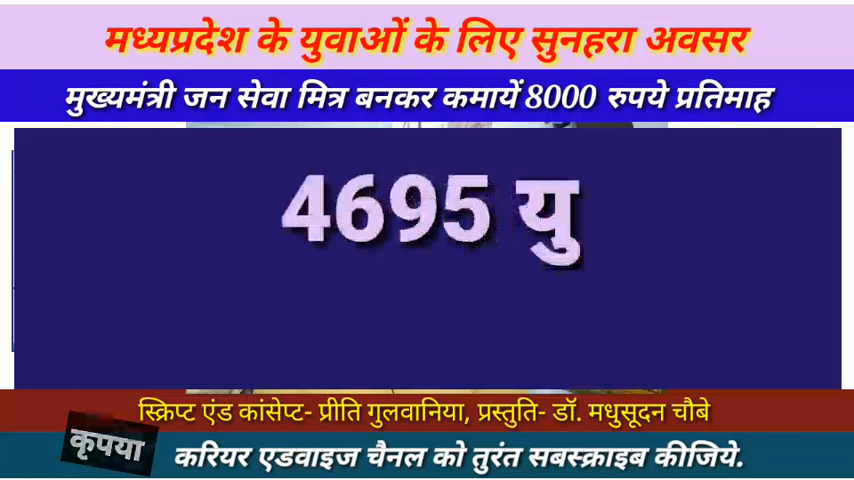 मध्यप्रदेश के युवाओं के लिए सुनहरा अवसर
मुख्यमंत्री जन सेवा मित्र बनकर कमायें 8000 रुपये प्रतिमाह
4695 यु
स्क्रिप्ट एंड कांसेप्ट- प्रीति गुलवानिया, प्रस्तुति- डॉ. मधुसूदन चौबे
कृपया
करियर एडवाइज चैनल को तुरंत सबस्क्राइब कीजिये.